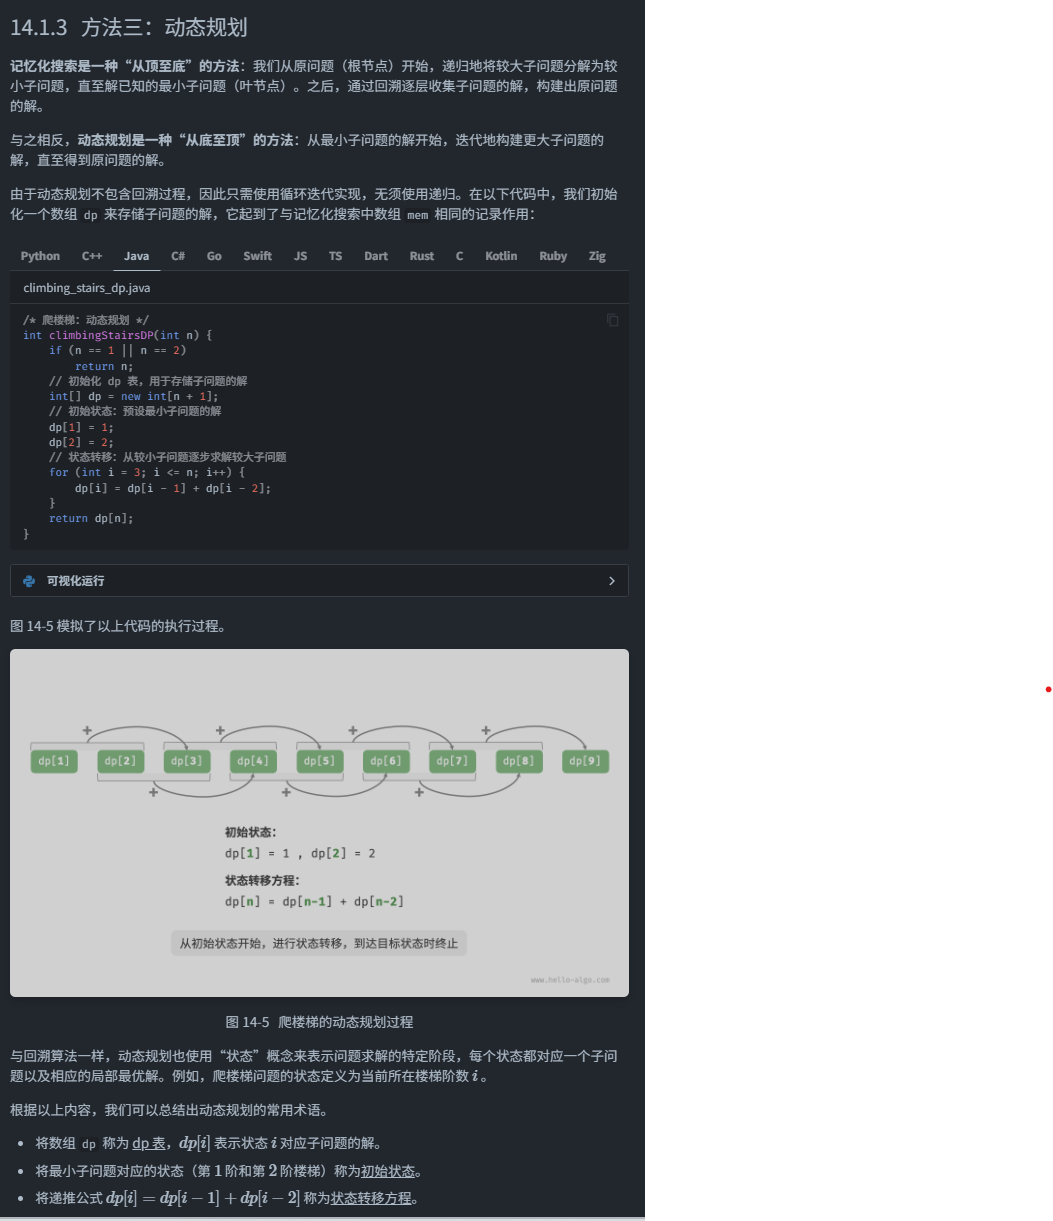 14.1.3 方法三：动态规划
记忆化搜索是一种“从顶至底”的方法：我们从原问题（根节点）开始，递归地将较大子问题分解为较
小子问题，直至解已知的最小子问题（叶节点）。之后，通过回溯逐层收集子问题的解，构建出原问题
的解。
与之相反，动态规划是一种“从底至顶”的方法：从最小子问题的解开始，迭代地构建更大子问题的
解，直至得到原问题的解。
由于动态规划不包含回溯过程，因此只需使用循环迭代实现，无须使用递归。在以下代码中，我们初始
化一个数组 dp 来存储子问题的解，它起到了与记忆化搜索中数组 mem 相同的记录作用：
Python C++ Java C# Go Swift JS TS Dart Rust C Kotlin Ruby Zig
climbing_stairs_dp.java
/* 爬楼梯：动态规划 */
int climbingStairsDP(int n) {
    if (n == 1 || n == 2)
        return n;
    // 初始化 dp 表，用于存储子问题的解
    int[] dp = new int[n + 1];
    // 初始状态：预设最小子问题的解
    dp[1] = 1;
    dp[2] = 2;
    // 状态转移：从较小子问题逐步求解较大子问题
    for (int i = 3; i <= n; i++) {
        dp[i] = dp[i - 1] + dp[i - 2];
    }
    return dp[n];
}
可视化运行
图 14-5 模拟了以上代码的执行过程。
+ + + +
dp[1] dp[2] dp[3] dp[4] dp[5] dp[6] dp[7] dp[8] dp[9]
+ + +
初始状态：
dp[1] = 1 , dp[2] = 2
状态转移方程：
dp[n] = dp[n-1] + dp[n-2]
从初始状态开始，进行状态转移，到达目标状态时终止
www.hello-algo.com
图 14-5 爬楼梯的动态规划过程
与回溯算法一样，动态规划也使用“状态”概念来表示问题求解的特定阶段，每个状态都对应一个子问
题以及相应的局部最优解。例如，爬楼梯问题的状态定义为当前所在楼梯阶数 i 。
根据以上内容，我们可以总结出动态规划的常用术语。
• 将数组 dp 称为 dp 表，dp[i] 表示状态 i 对应子问题的解。
• 将最小子问题对应的状态（第 1 阶和第 2 阶楼梯）称为初始状态。
• 将递推公式 dp[i] = dp[i − 1] + dp[i − 2] 称为状态转移方程。